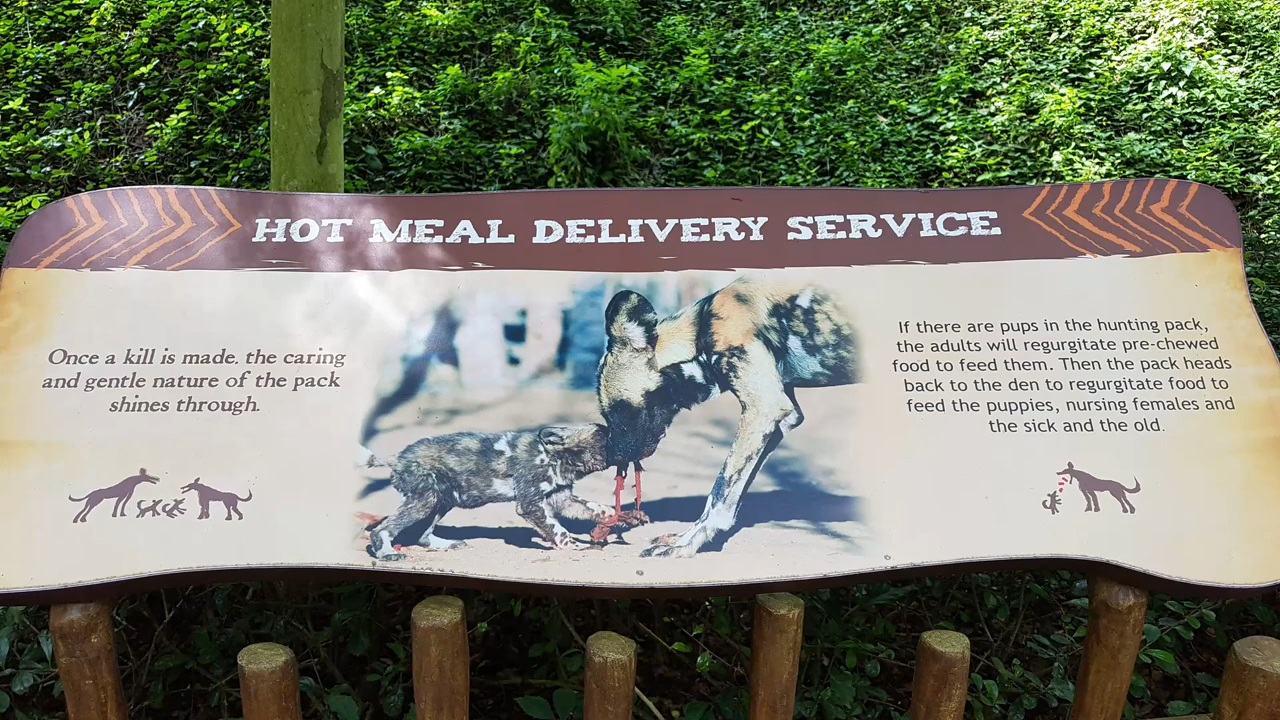 HOT MEAL DELIVERY SERVICE
Once a kill is made. the caring
and gentle nature of the pack
shines through.
If there are pups in the hunting pack,
the adults will regurgitate pre-chewed
food to feed them. Then the pack heads
back to the den to regurgitate food to
feed the puppies, nursing females and
the sick and the old.